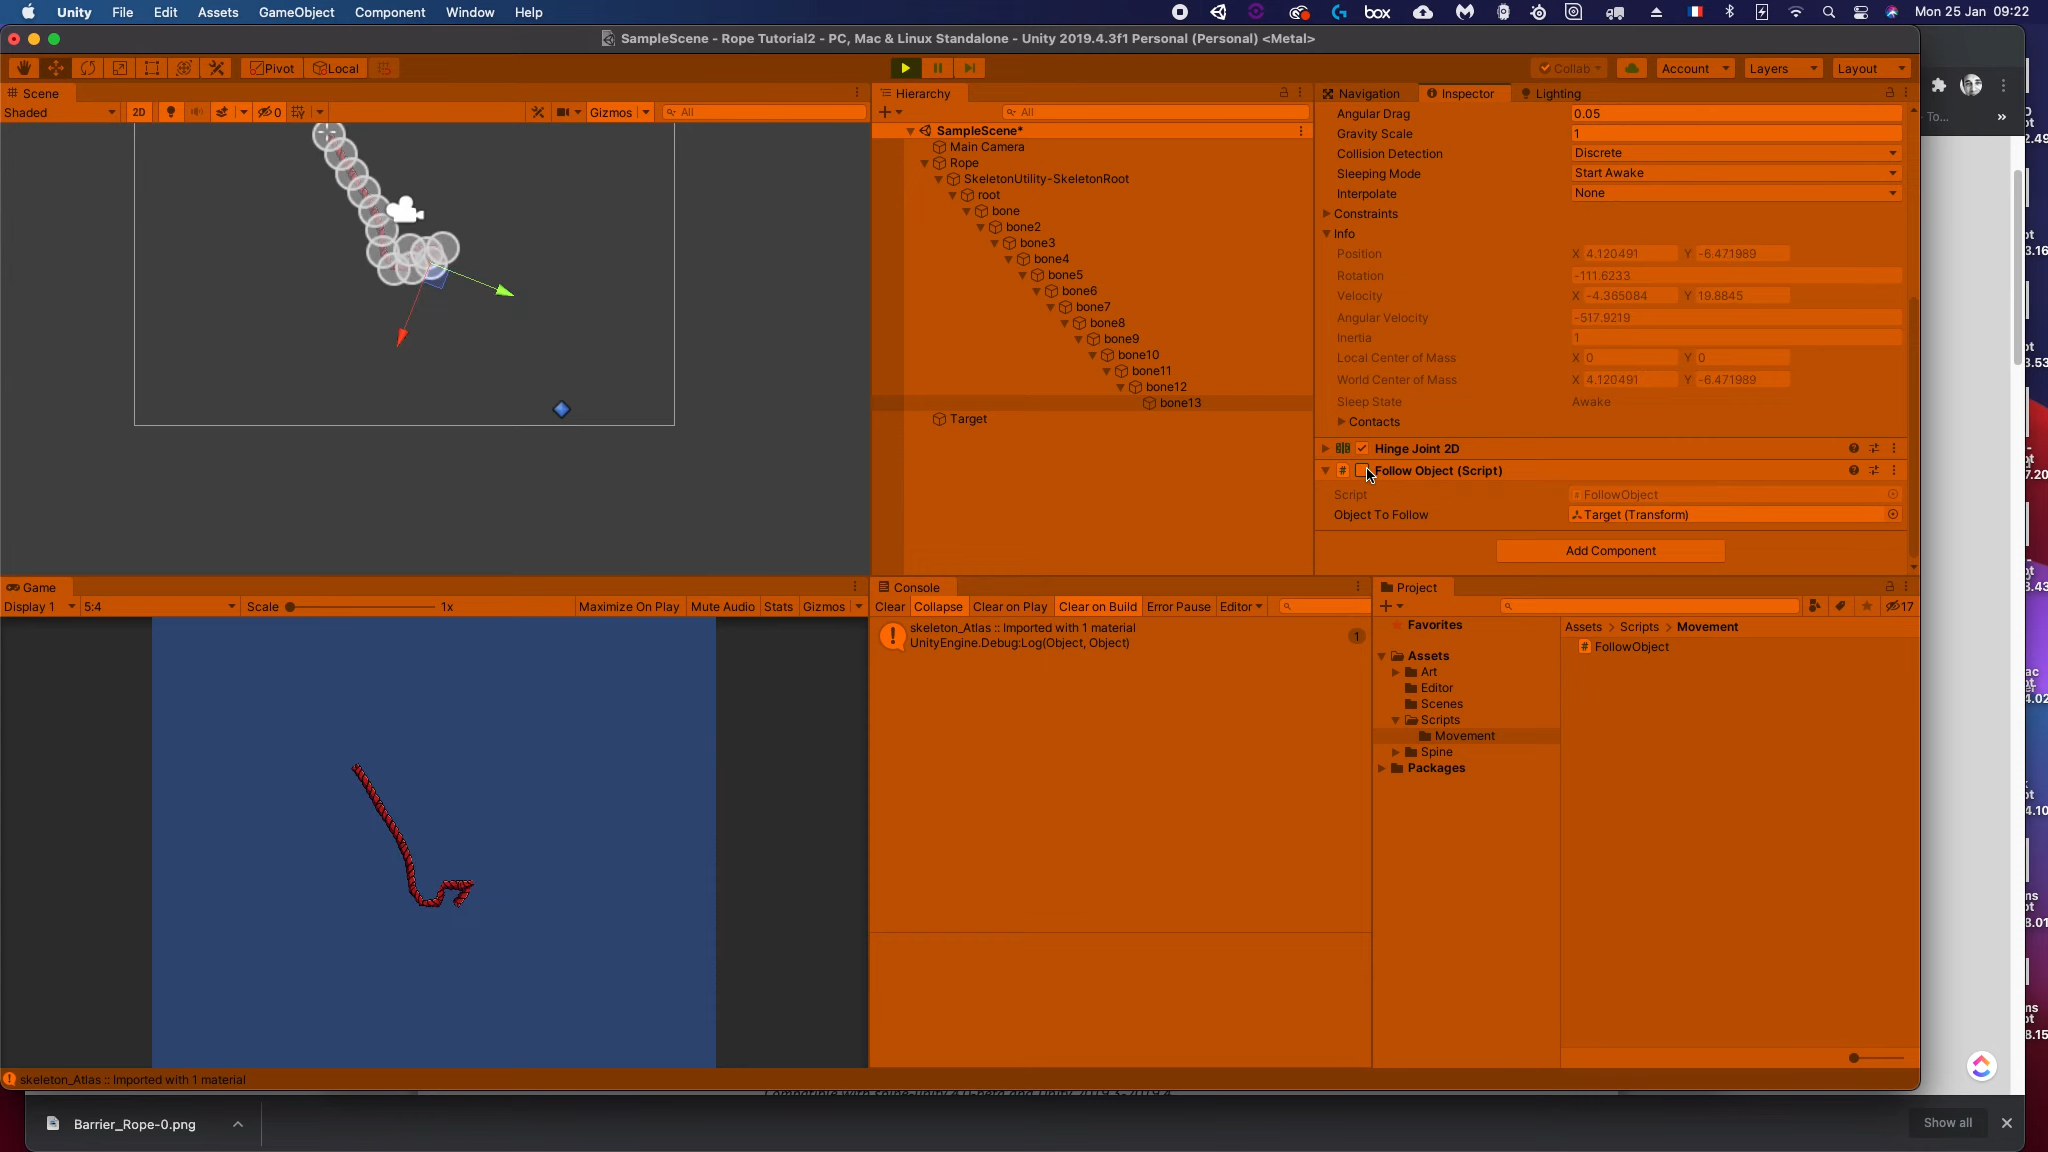 Unity File Edit Assets GameObject Component Window Help box Mon 25 Jan 09:22
SampleScene - Rope Tutorial2 - PC, Mac & Linux Standalone - Unity 2019.4.3f1 Personal (Personal) <Metal>
Pivot Local Collab Account Layers Layout
Scene
Shaded 2D 0 Gizmos All
Hierarchy
All
SampleScene*
Main Camera
Rope
SkeletonUtility-SkeletonRoot
root
bone
bone2
bone3
bone4
bone5
bone6
bone7
bone8
bone9
bone10
bone11
bone12
bone13
Target
Navigation Inspector Lighting
Angular Drag 0.05
Gravity Scale 1
Collision Detection Discrete
Sleeping Mode Start Awake
Interpolate None
Constraints
Info
Position X 4.120491 Y -6.471989
Rotation -111.6233
Velocity X -4.365084 Y 19.8845
Angular Velocity -517.9219
Inertia 1
Local Center of Mass X 0 Y 0
World Center of Mass X 4.120491 Y -6.471989
Sleep State Awake
Contacts
Hinge Joint 2D
Follow Object (Script)
Script FollowObject
Object To Follow Target (Transform)
Add Component
Game
Display 1 5:4 Scale 1x Maximize On Play Mute Audio Stats Gizmos
Console
Clear Collapse Clear on Play Clear on Build Error Pause Editor
skeleton_Atlas :: Imported with 1 material
UnityEngine.Debug:Log(Object, Object)
1
Project
17
Favorites
Assets
Art
Editor
Scenes
Scripts
Movement
Spine
Packages
Assets > Scripts > Movement
FollowObject
skeleton_Atlas :: Imported with 1 material
Barrier_Rope-0.png
Show all